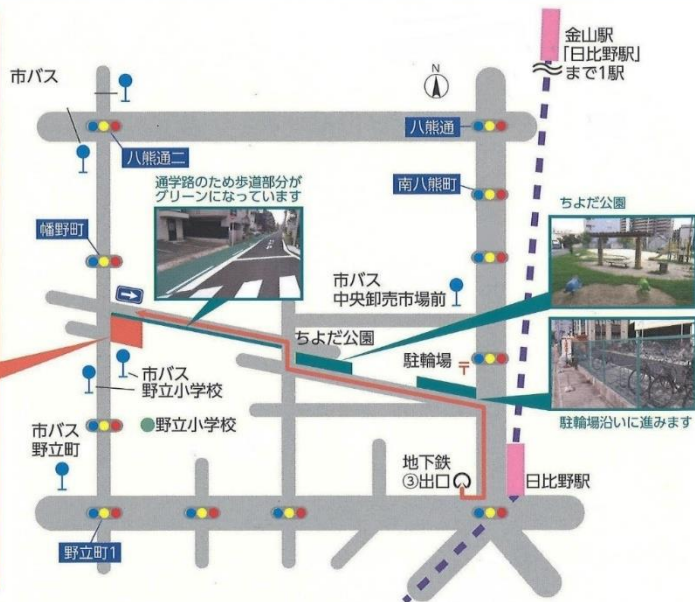 金山駅
「日比野駅」
まで1駅
市バス
N
八熊通二
八熊通
通学路のため歩道部分が
グリーンになっています
南八熊町
ちよだ公園
幡野町
市バス
中央卸売市場前
ちよだ公園
駐輪場
市バス
野立小学校
駐輪場沿いに進みます
市バス
野立町
野立小学校
地下鉄
③出口
日比野駅
野立町1